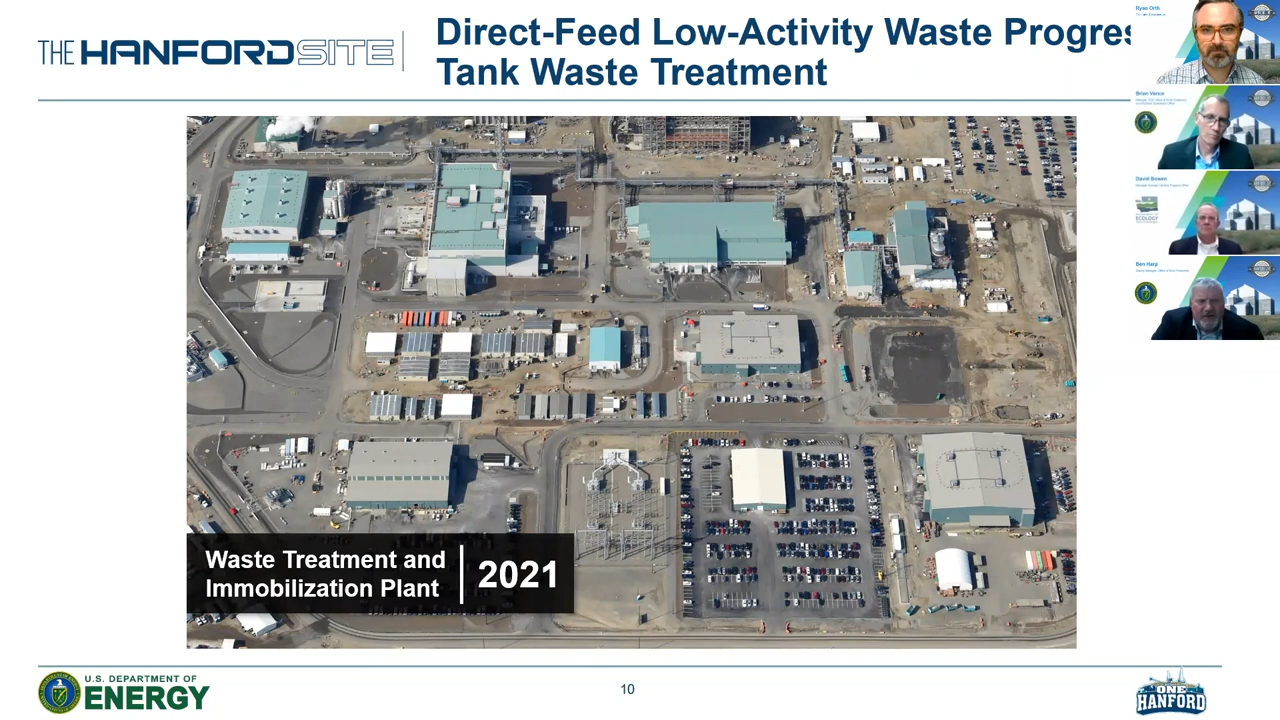 THE HANFORD SITE
Direct-Feed Low-Activity Waste Progres
Tank Waste Treatment
Ryan Orth
Brian Vance
David Bowen
ECOLOGY
Ben Harp
Waste Treatment and
Immobilization Plant
2021
U.S. DEPARTMENT OF
ENERGY
10
ONE
HANFORD